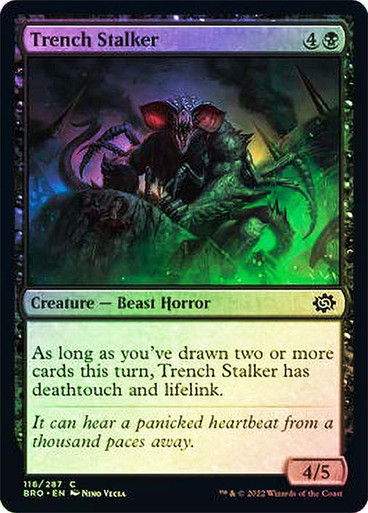 Trench Stalker 4
Creature — Beast Horror
As long as you've drawn two or more
cards this turn, Trench Stalker has
deathtouch and lifelink.
It can hear a panicked heartbeat from a
thousand paces away.
4/5
116/287 C
BRO • EN Nino Vecia
™ & © 2022 Wizards of the Coast